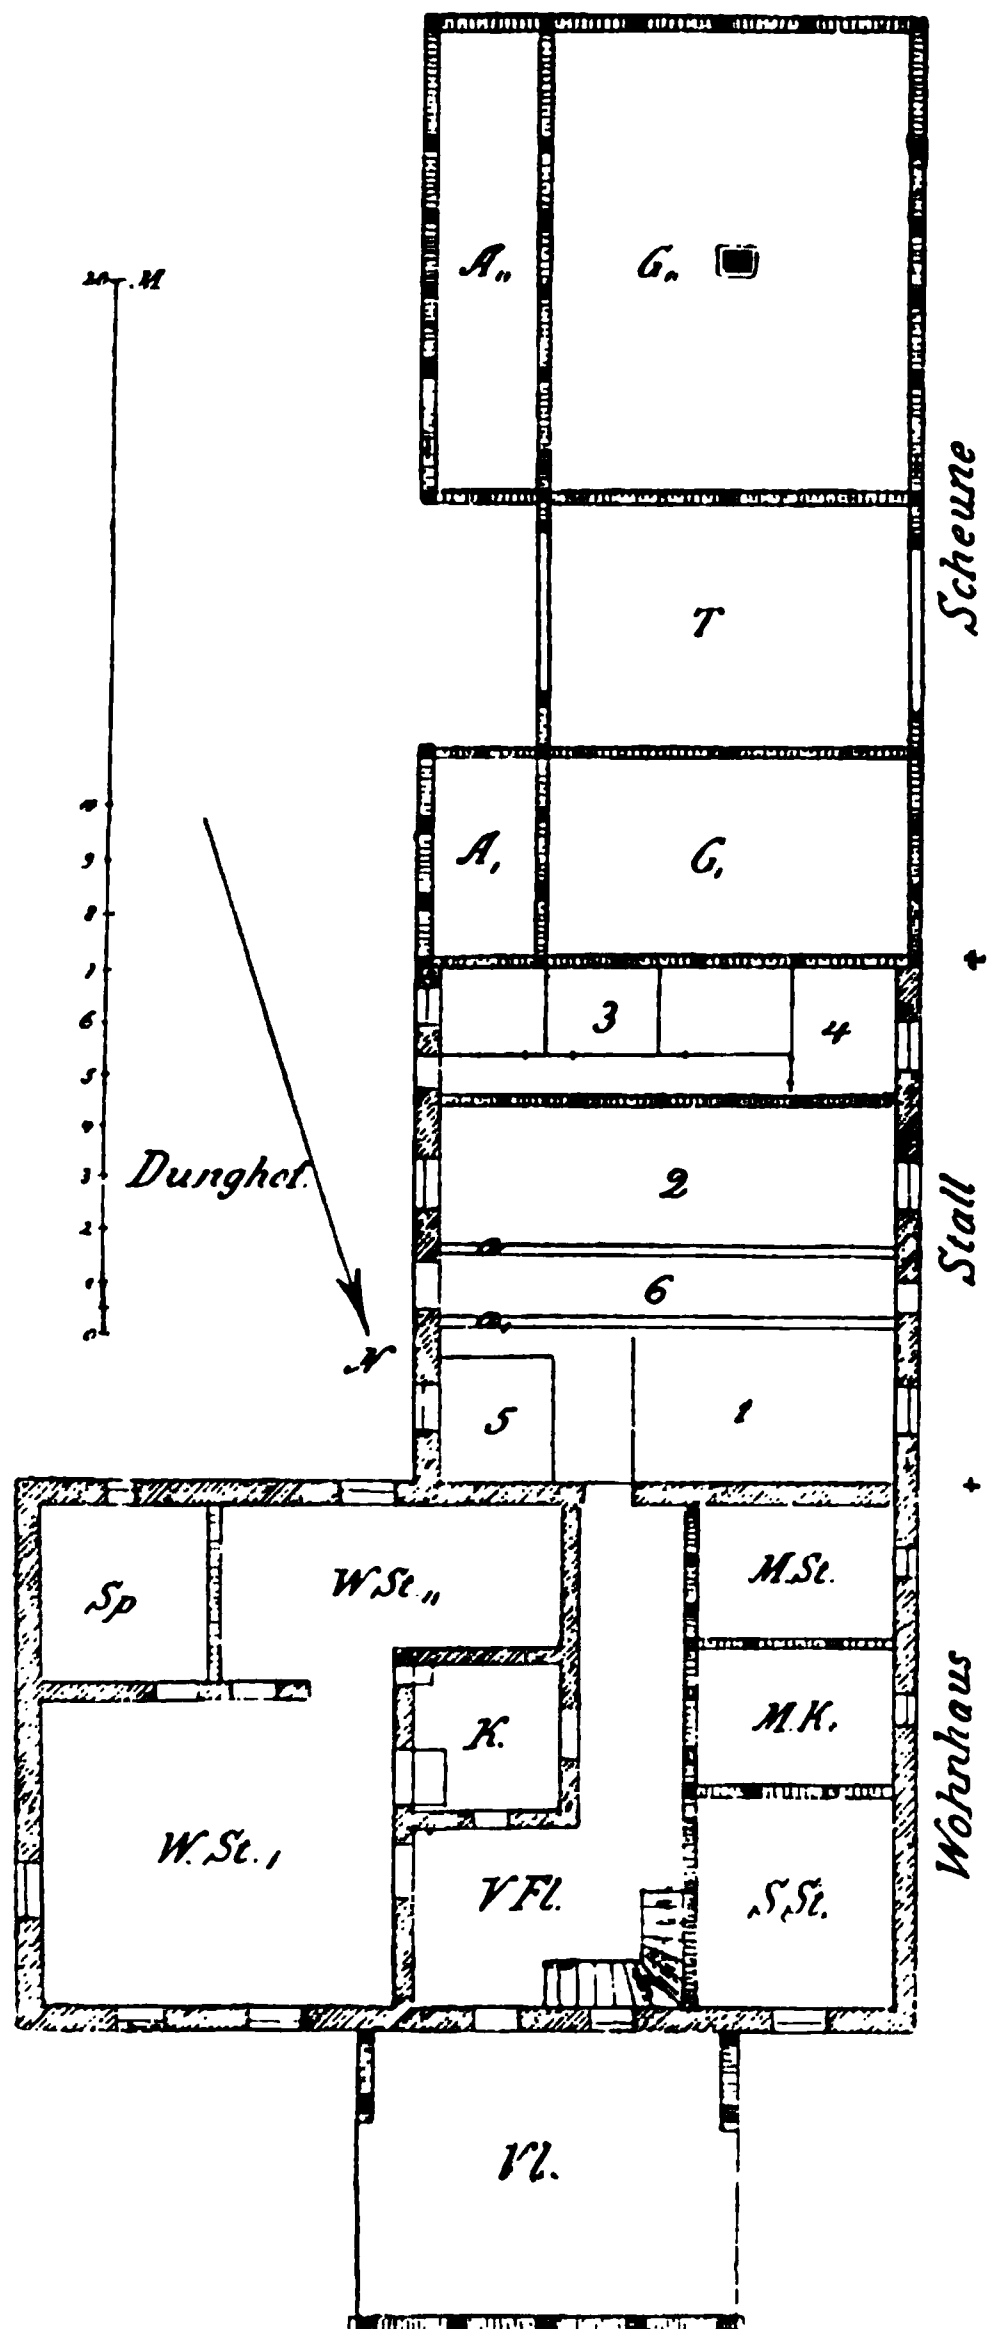 20 M
A,,
G,,
Scheune
T
10
9
8
7
6
5
4
3
2
1
0
A,
G,
3
4
Dunghof.
2
a
6
a,
N
5
1
Stall
Sp
W St.,,
M.St.
K.
M.K.
W. St.,
V Fl.
S.St.
Wohnhaus
Vl.